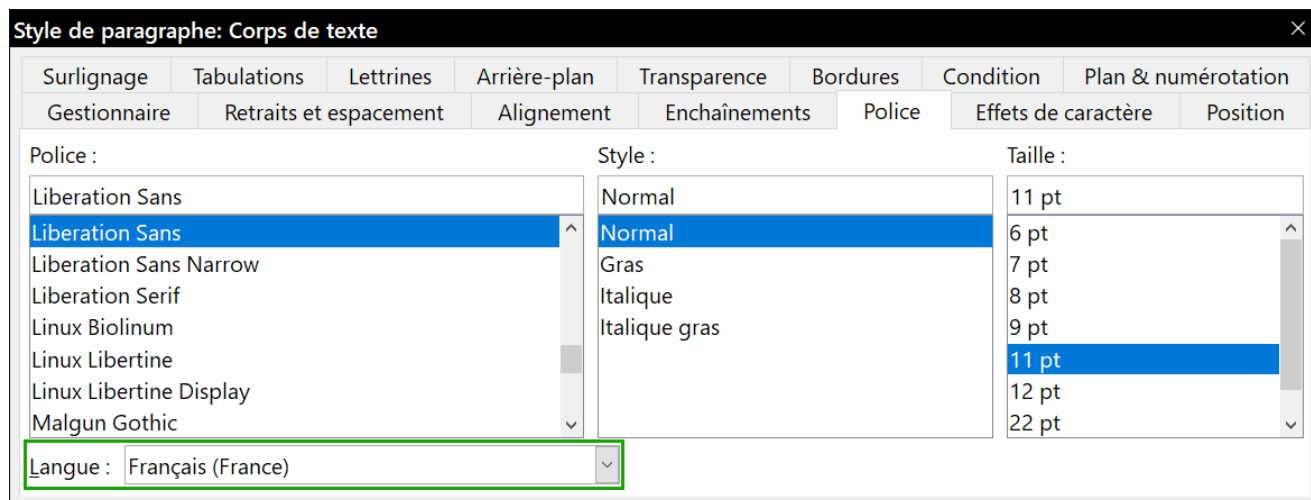 Style de paragraphe: Corps de texte
Surlignage Tabulations Lettrines Arrière-plan Transparence Bordures Condition Plan & numérotation
Gestionnaire Retraits et espacement Alignement Enchaînements Police Effets de caractère Position
Police : Style : Taille :
Liberation Sans Normal 11 pt
Liberation Sans Normal 6 pt
Liberation Sans Narrow Gras 7 pt
Liberation Serif Italique 8 pt
Linux Biolinum Italique gras 9 pt
Linux Libertine 11 pt
Linux Libertine Display 12 pt
Malgun Gothic 22 pt
Langue : Français (France)